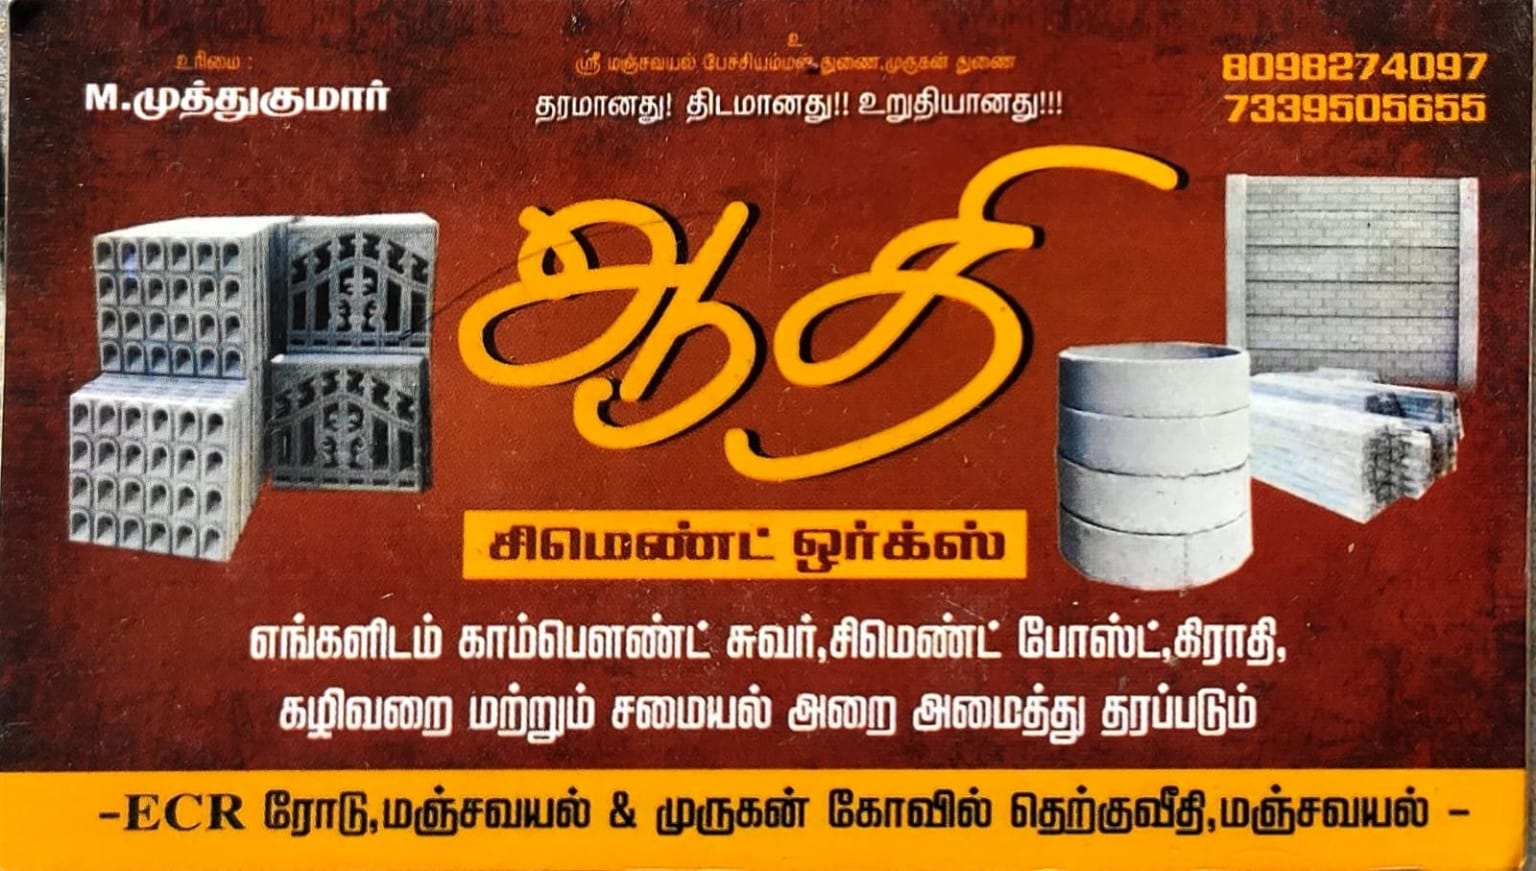 உ
ஸ்ரீ மஞ்சவயல் பேச்சியம்மன் துணை,முருகன் துணை
உரிமை :
M.முத்துகுமார்
தரமானது! திடமானது!! உறுதியானது!!!
8098274097
7339505655
ஆதி
சிமெண்ட் ஒர்க்ஸ்
எங்களிடம் காம்பௌண்ட் சுவர்,சிமெண்ட் போஸ்ட்,கிராதி,
கழிவறை மற்றும் சமையல் அறை அமைத்து தரப்படும்
-ECR ரோடு,மஞ்சவயல் & முருகன் கோவில் தெற்குவீதி,மஞ்சவயல் -